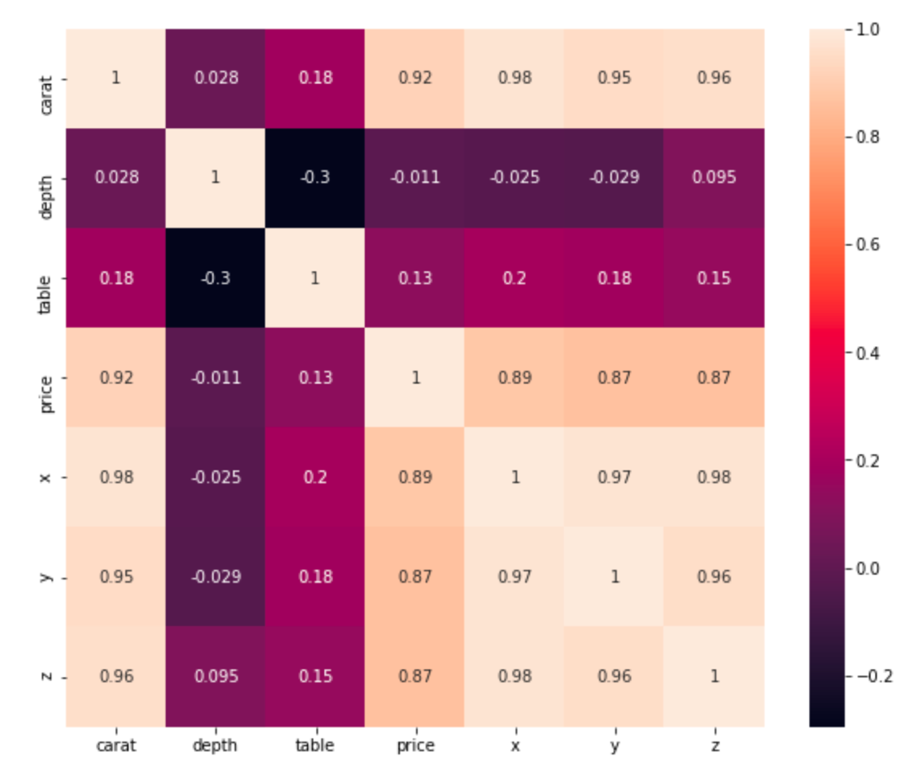 1.0
carat 1 0.028 0.18 0.92 0.98 0.95 0.96
0.8
depth 0.028 1 -0.3 -0.011 -0.025 -0.029 0.095
0.6
table 0.18 -0.3 1 0.13 0.2 0.18 0.15
0.4
price 0.92 -0.011 0.13 1 0.89 0.87 0.87
0.2
x 0.98 -0.025 0.2 0.89 1 0.97 0.98
0.0
y 0.95 -0.029 0.18 0.87 0.97 1 0.96
−0.2
z 0.96 0.095 0.15 0.87 0.98 0.96 1
carat depth table price x y z